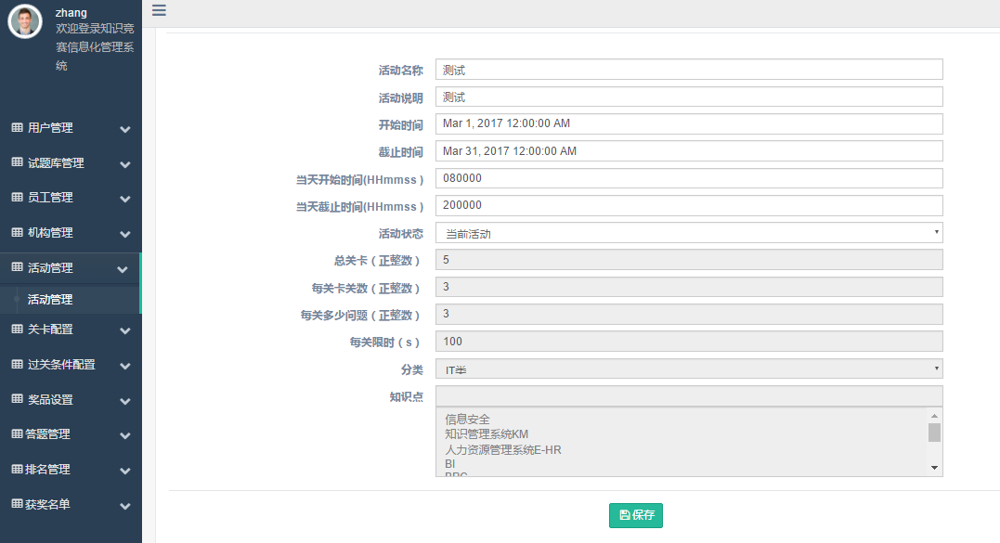 zhang
欢迎登录知识竞
赛信息化管理系
统
用户管理
试题库管理
员工管理
机构管理
活动管理
活动管理
关卡配置
过关条件配置
奖品设置
答题管理
排名管理
获奖名单
活动名称 测试
活动说明 测试
开始时间 Mar 1, 2017 12:00:00 AM
截止时间 Mar 31, 2017 12:00:00 AM
当天开始时间(HHmmss ) 080000
当天截止时间(HHmmss ) 200000
活动状态 当前活动
总关卡（正整数） 5
每关卡关数（正整数） 3
每关多少问题（正整数） 3
每关限时（s） 100
分类 IT类
知识点
信息安全
知识管理系统KM
人力资源管理系统E-HR
BI
保存